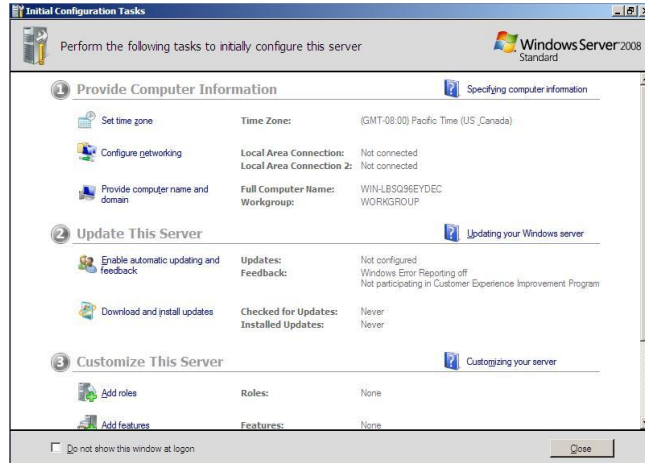 Initial Configuration Tasks
Perform the following tasks to initially configure this server
Windows Server 2008
Standard
1 Provide Computer Information
Specifying computer information
Set time zone
Time Zone:
(GMT-08:00) Pacific Time (US _Canada)
Configure networking
Local Area Connection:
Not connected
Local Area Connection 2:
Not connected
Provide computer name and domain
Full Computer Name:
WIN-LBSQ96EYDEC
Workgroup:
WORKGROUP
2 Update This Server
Updating your Windows server
Enable automatic updating and feedback
Updates:
Not configured
Feedback:
Windows Error Reporting off
Not participating in Customer Experience Improvement Program
Download and install updates
Checked for Updates:
Never
Installed Updates:
Never
3 Customize This Server
Customizing your server
Add roles
Roles:
None
Add features
Features:
None
Do not show this window at logon
Close